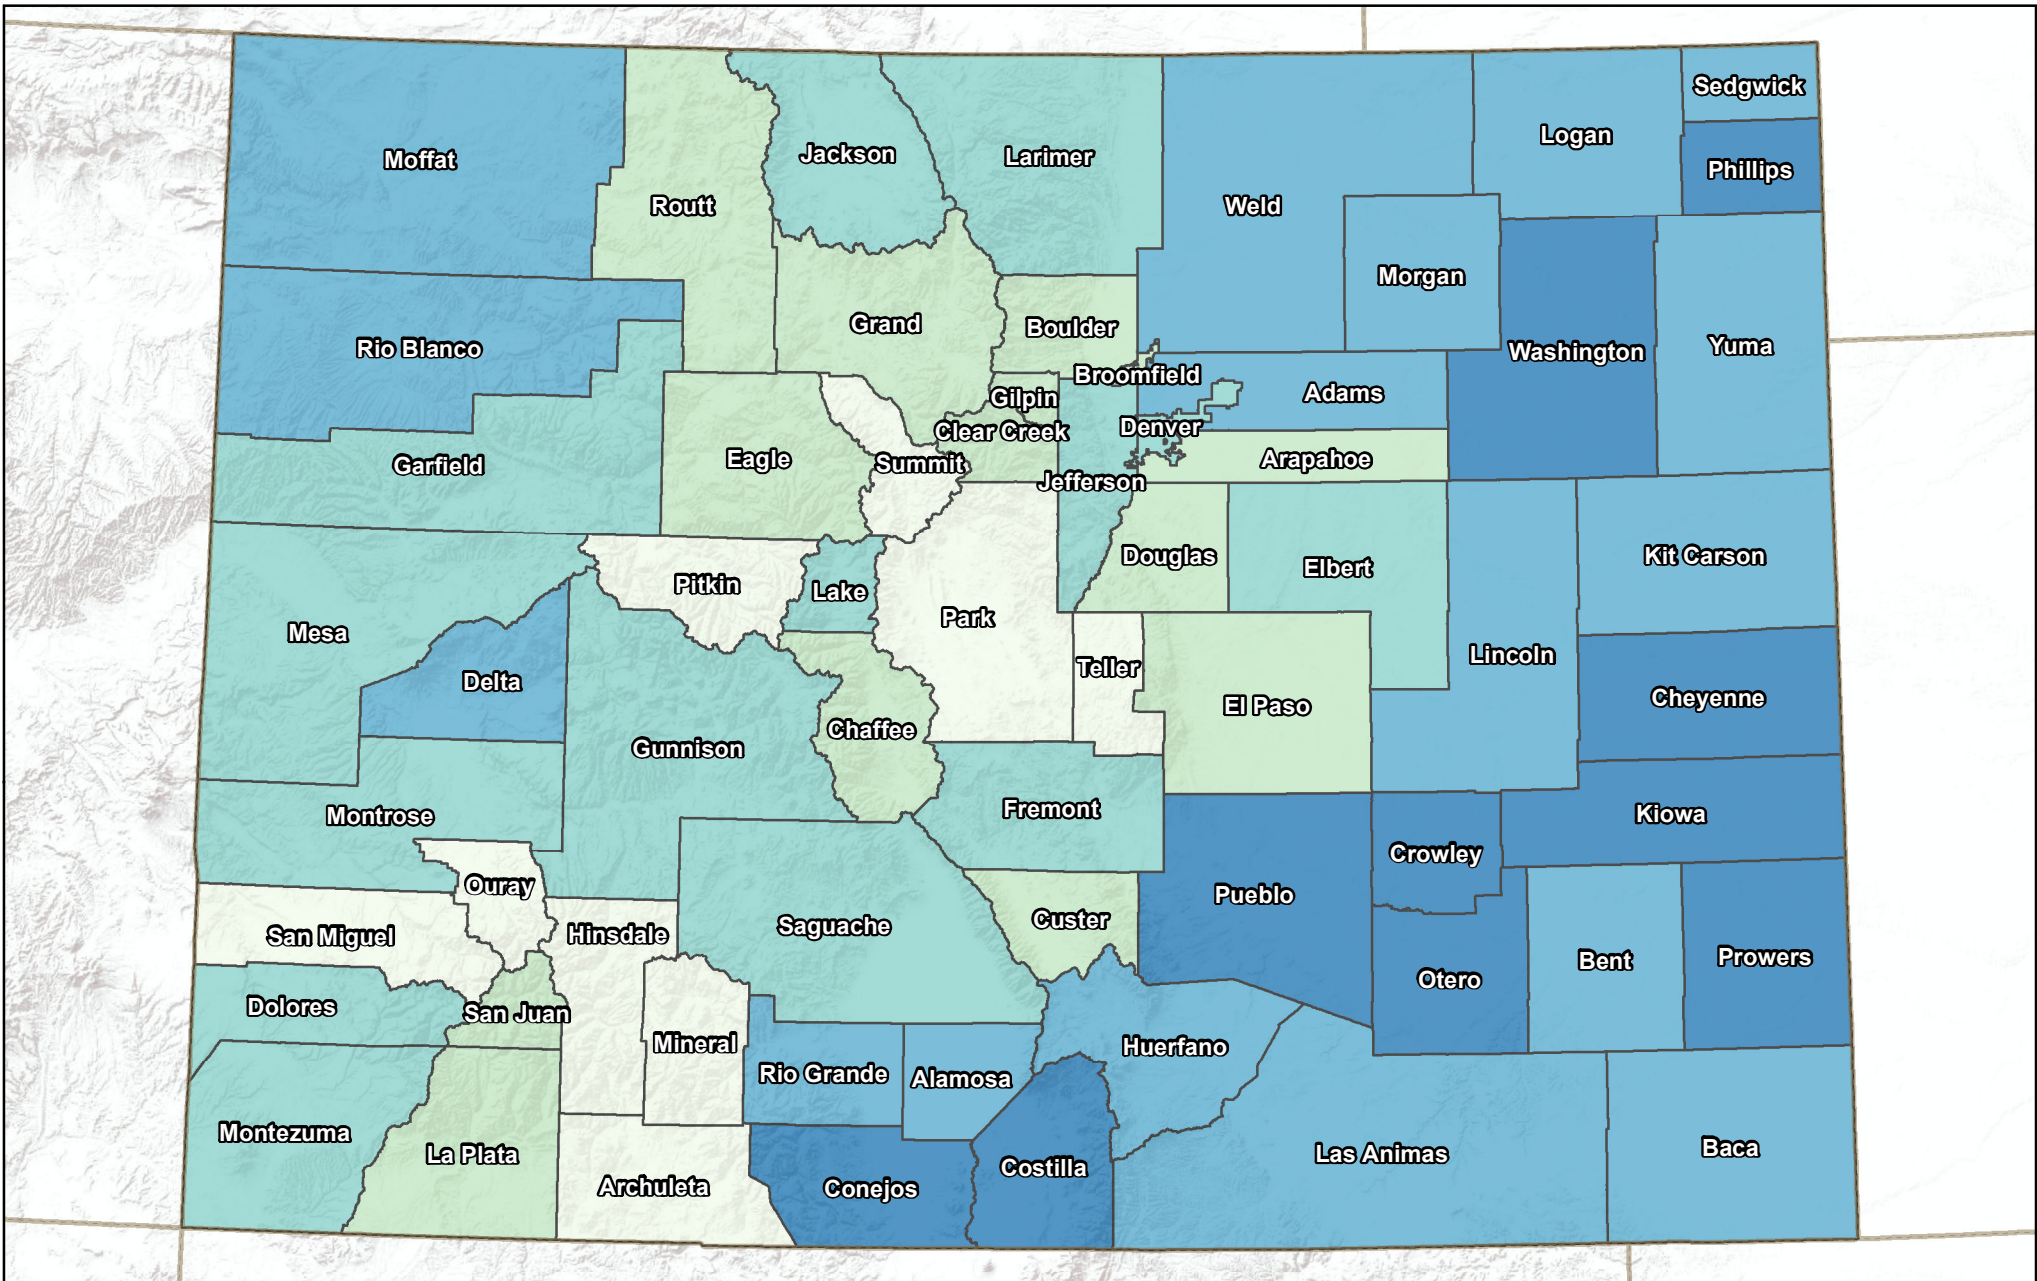 Sedgwick
Logan
Moffat
Jackson
Larimer
Phillips
Routt
Weld
Morgan
Grand
Boulder
Rio Blanco
Washington
Yuma
Broomfield
Adams
Gilpin
Denver
Clear Creek
Eagle
Summit
Arapahoe
Garfield
Jefferson
Douglas
Kit Carson
Elbert
Pitkin
Lake
Park
Mesa
Lincoln
Teller
Delta
Cheyenne
El Paso
Chaffee
Gunnison
Fremont
Kiowa
Montrose
Crowley
Ouray
Pueblo
Custer
Saguache
San Miguel
Hinsdale
Prowers
Bent
Otero
Dolores
San Juan
Mineral
Huerfano
Rio Grande
Alamosa
Montezuma
Baca
La Plata
Las Animas
Costilla
Archuleta
Conejos